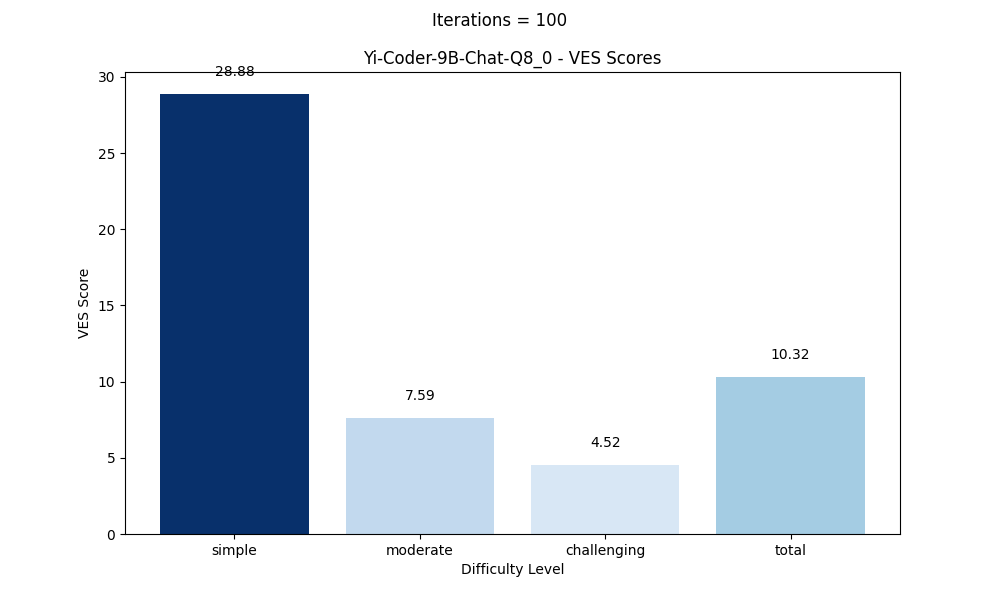 Iterations = 100
Yi-Coder-9B-Chat-Q8_0 - VES Scores
28.88
7.59
4.52
10.32
30
25
20
15
10
5
0
VES Score
simple moderate challenging total
Difficulty Level